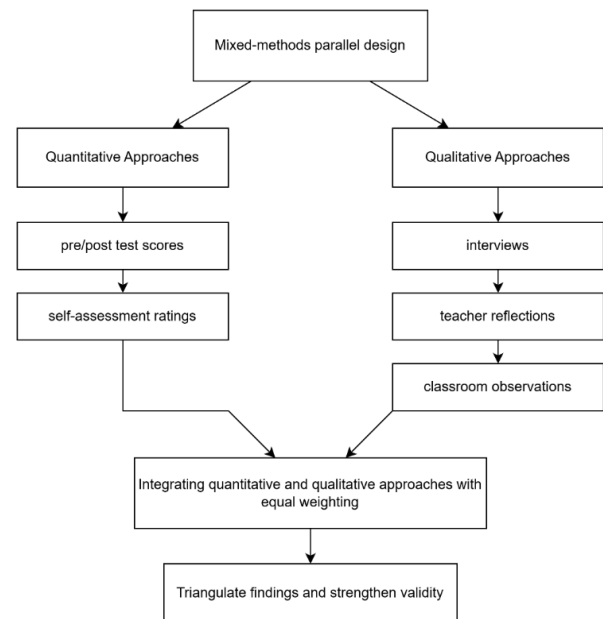 Mixed-methods parallel design
Quantitative Approaches
Qualitative Approaches
pre/post test scores
interviews
self-assessment ratings
teacher reflections
classroom observations
Integrating quantitative and qualitative approaches with
equal weighting
Triangulate findings and strengthen validity